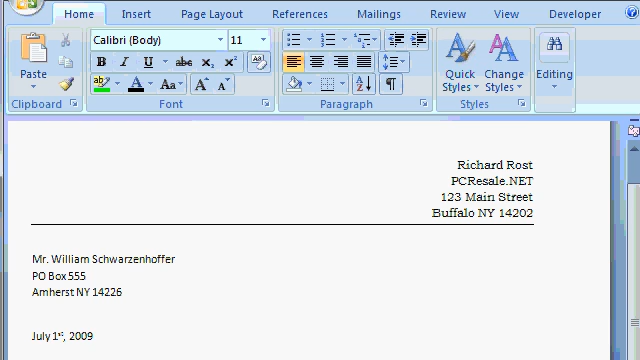 Home Insert Page Layout References Mailings Review View Developer
Calibri (Body) 11
Paste
B I U abc x₂ x²
ab A Aa A A
Quick Styles
Change Styles
Editing
Clipboard Font Paragraph Styles
Richard Rost
PCResale.NET
123 Main Street
Buffalo NY 14202
Mr. William Schwarzenhoffer
PO Box 555
Amherst NY 14226
July 1st, 2009